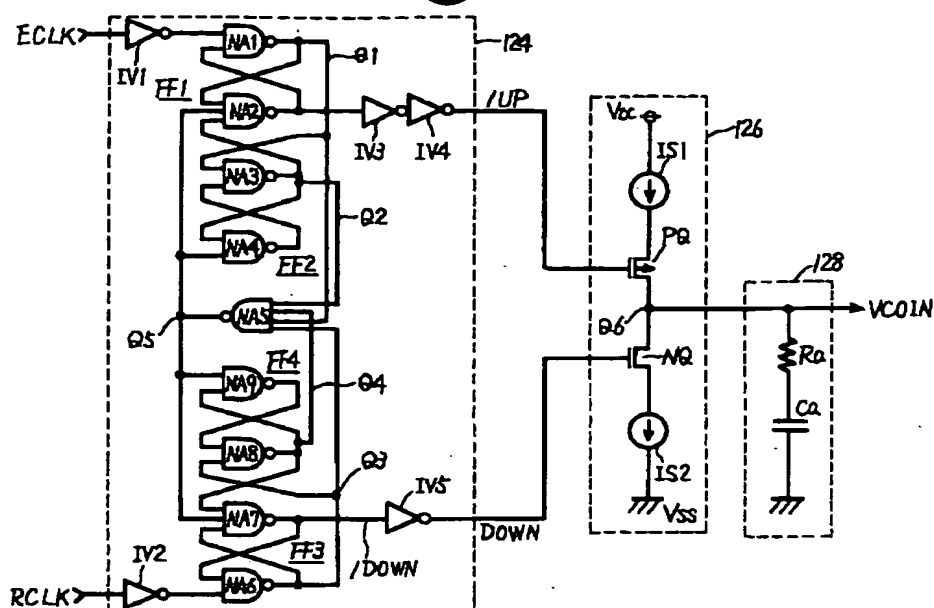 ECLK
IV1
NA1
124
Q1
FF1
NA2
IV3
IV4
/UP
Vcc
126
IS1
NA3
Q2
PQ
NA4
FF2
128
NA5
Q5
Q6
VCOIN
FF4
NQ
Ra
NA9
Q4
Ca
NA8
IS2
Q3
IV5
Vss
NA7
DOWN
IV2
FF3
/DOWN
RCLK
NA6